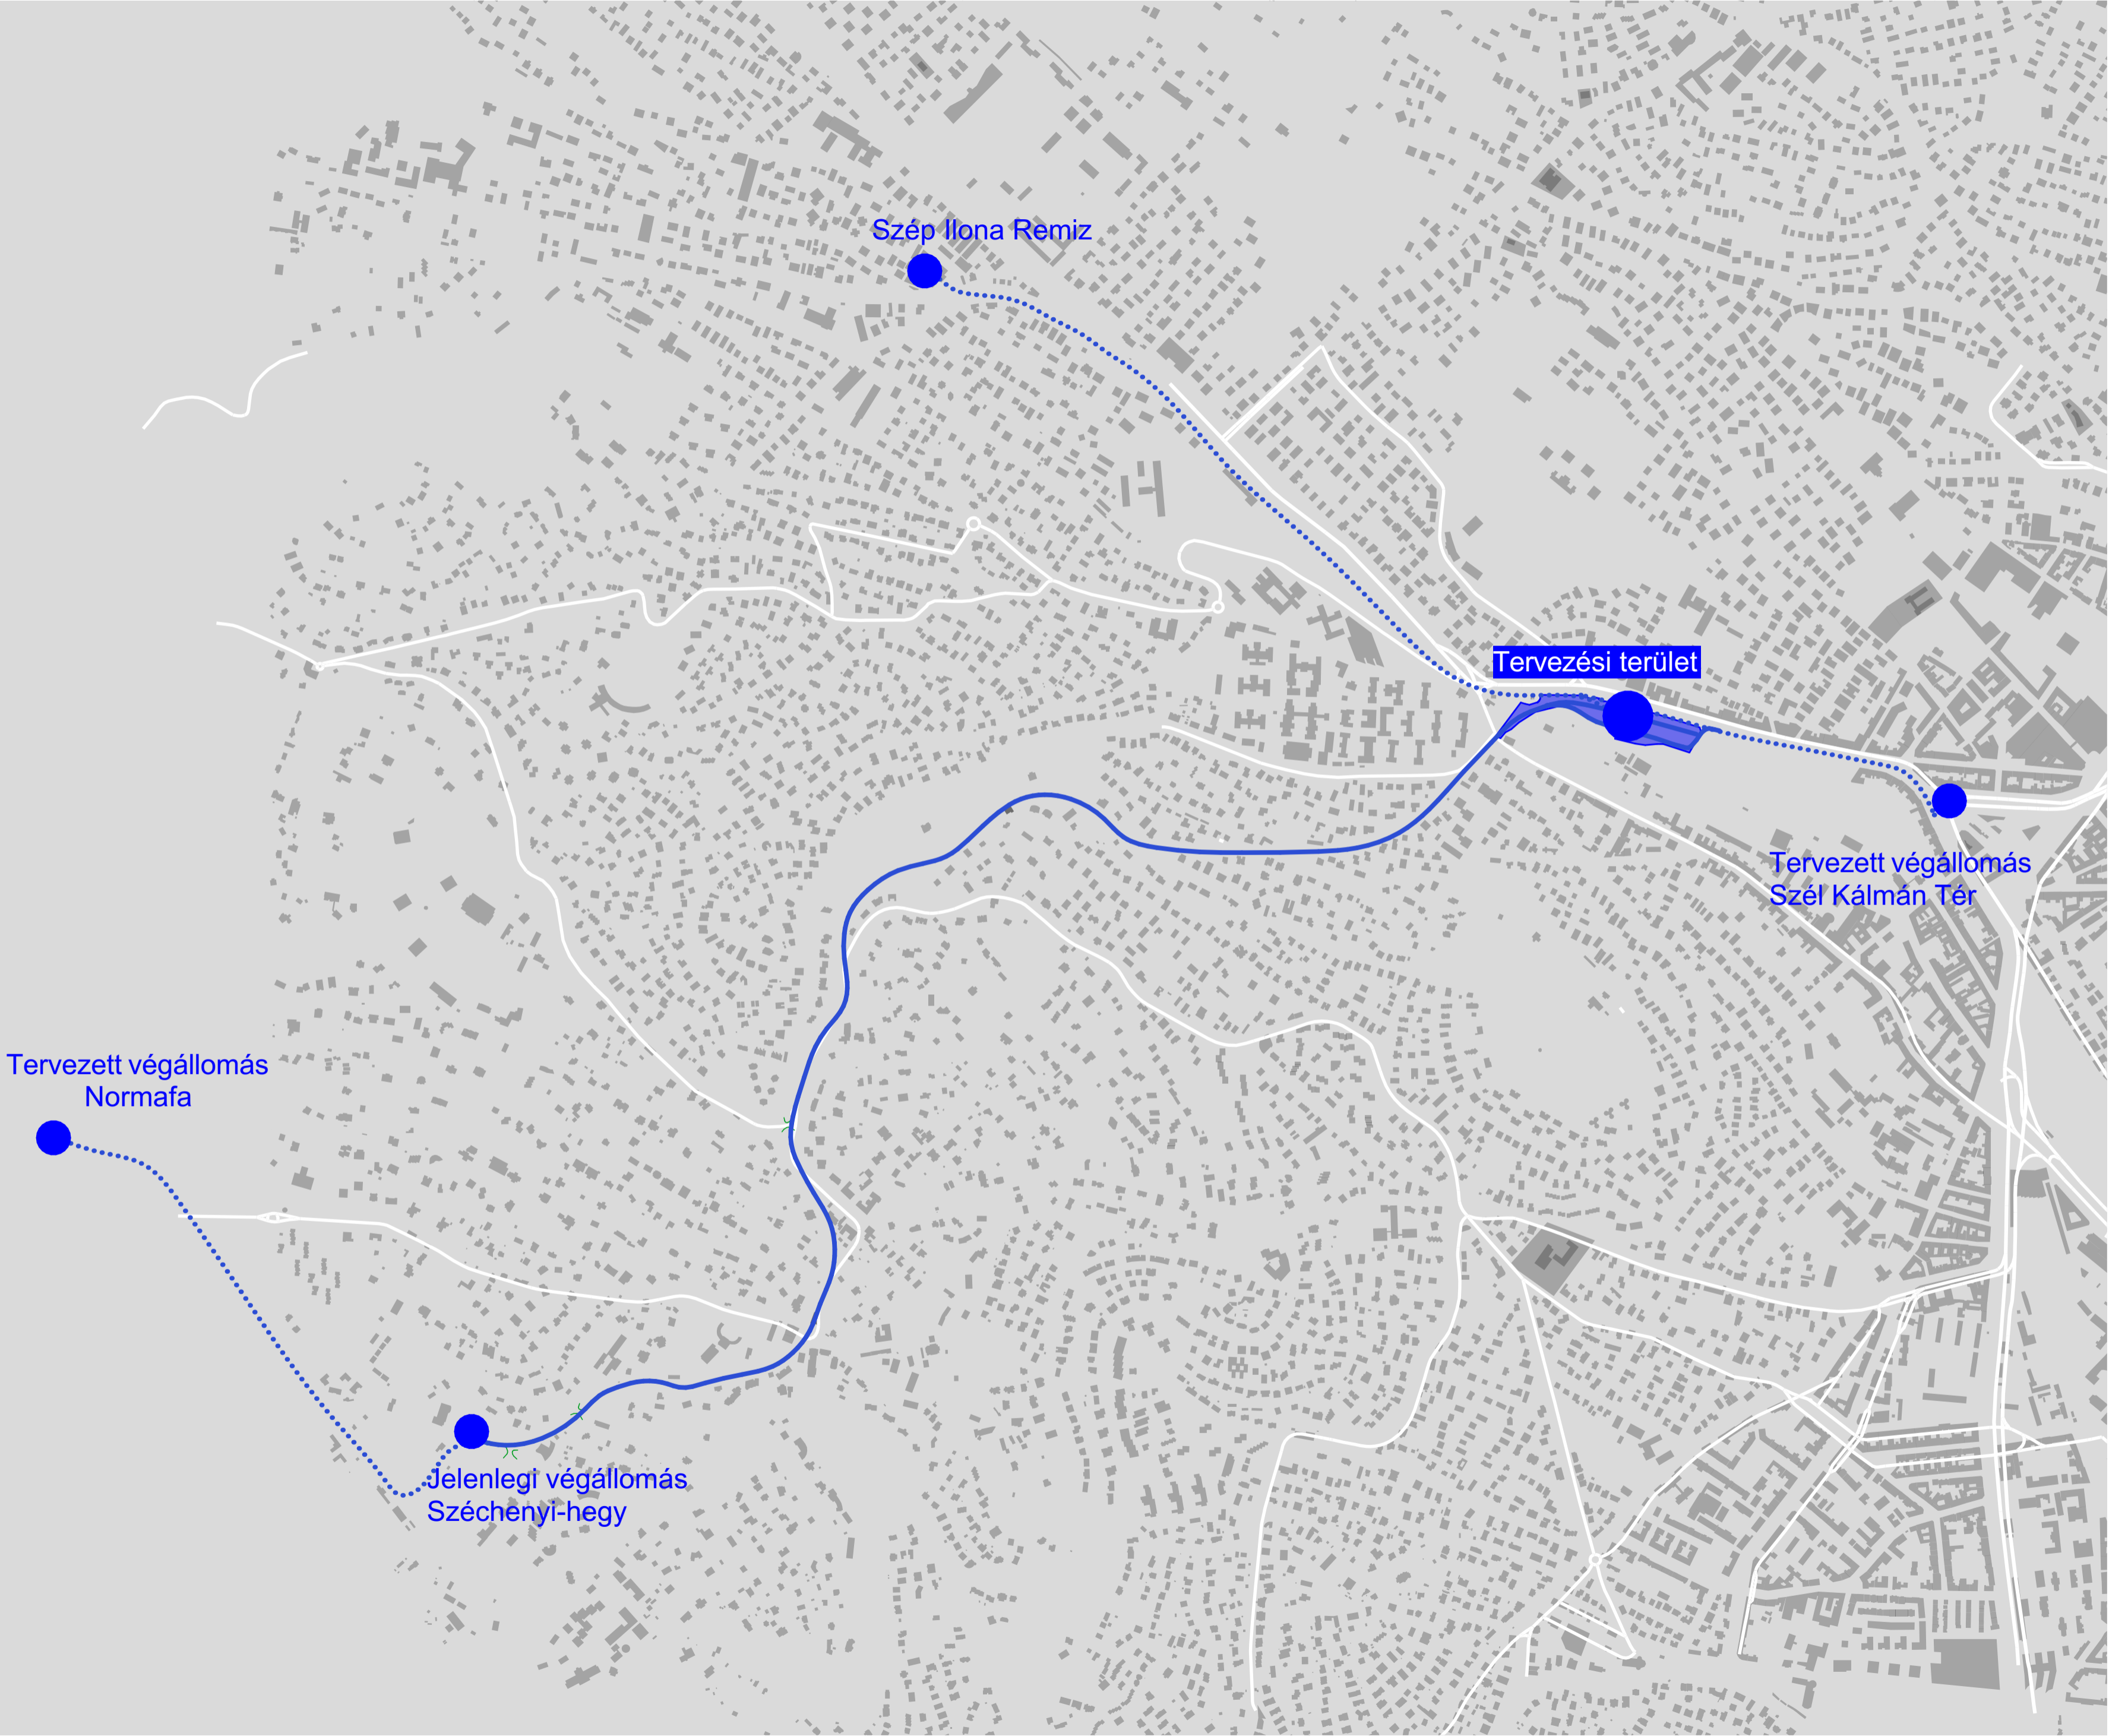 Szép Ilona Remiz
Tervezési terület
Tervezett végállomás
Szél Kálmán Tér
Tervezett végállomás
Normafa
Jelenlegi végállomás
Széchenyi-hegy